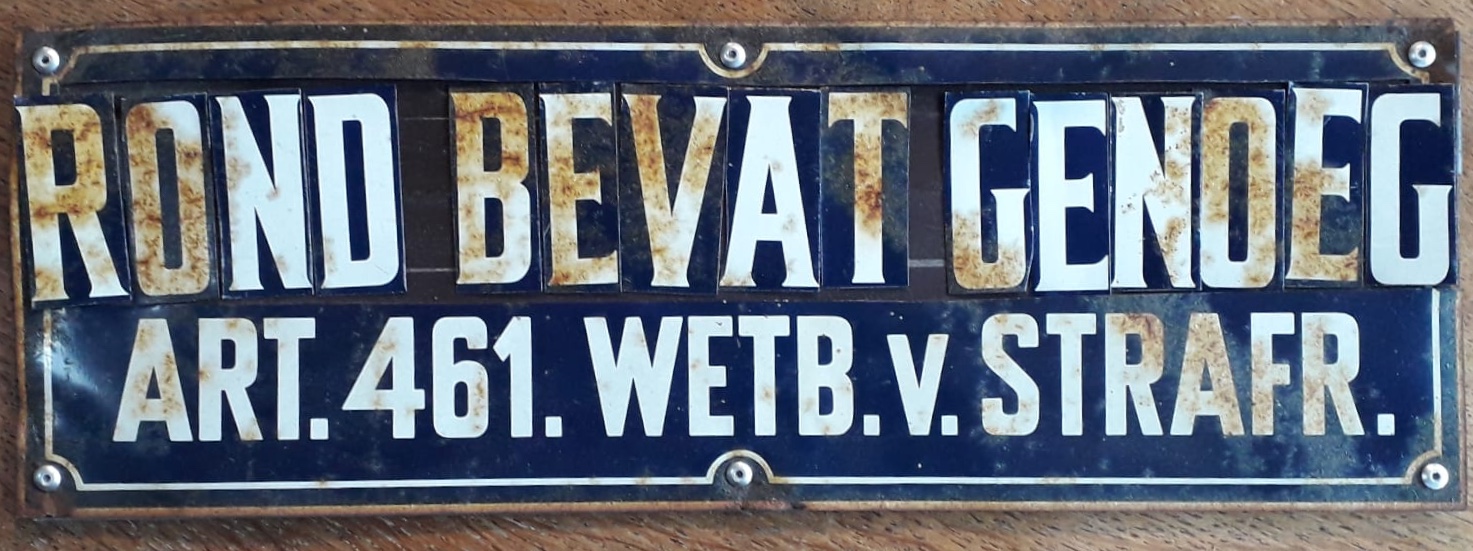 ROND BEVAT GENOEG
ART. 461. WETB. v. STRAFR.